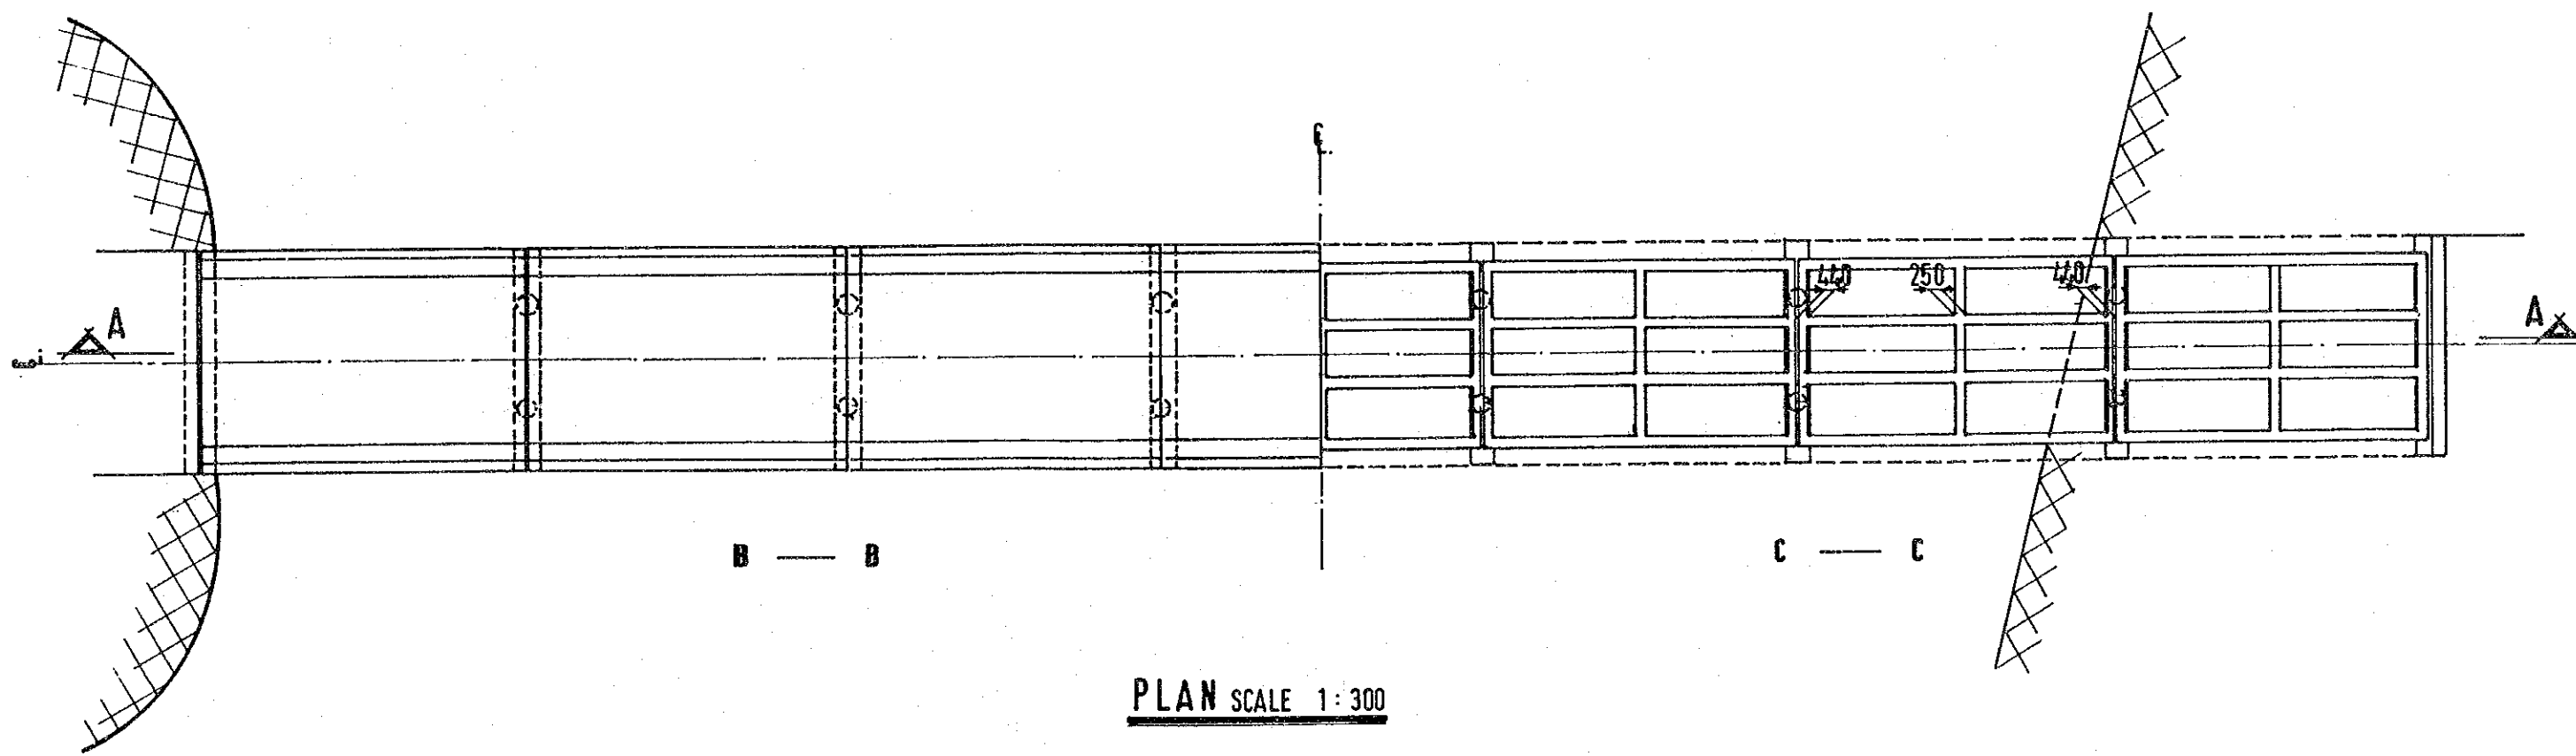 ℄
440 250 440
A A
℄
B — B C — C
PLAN SCALE 1:300